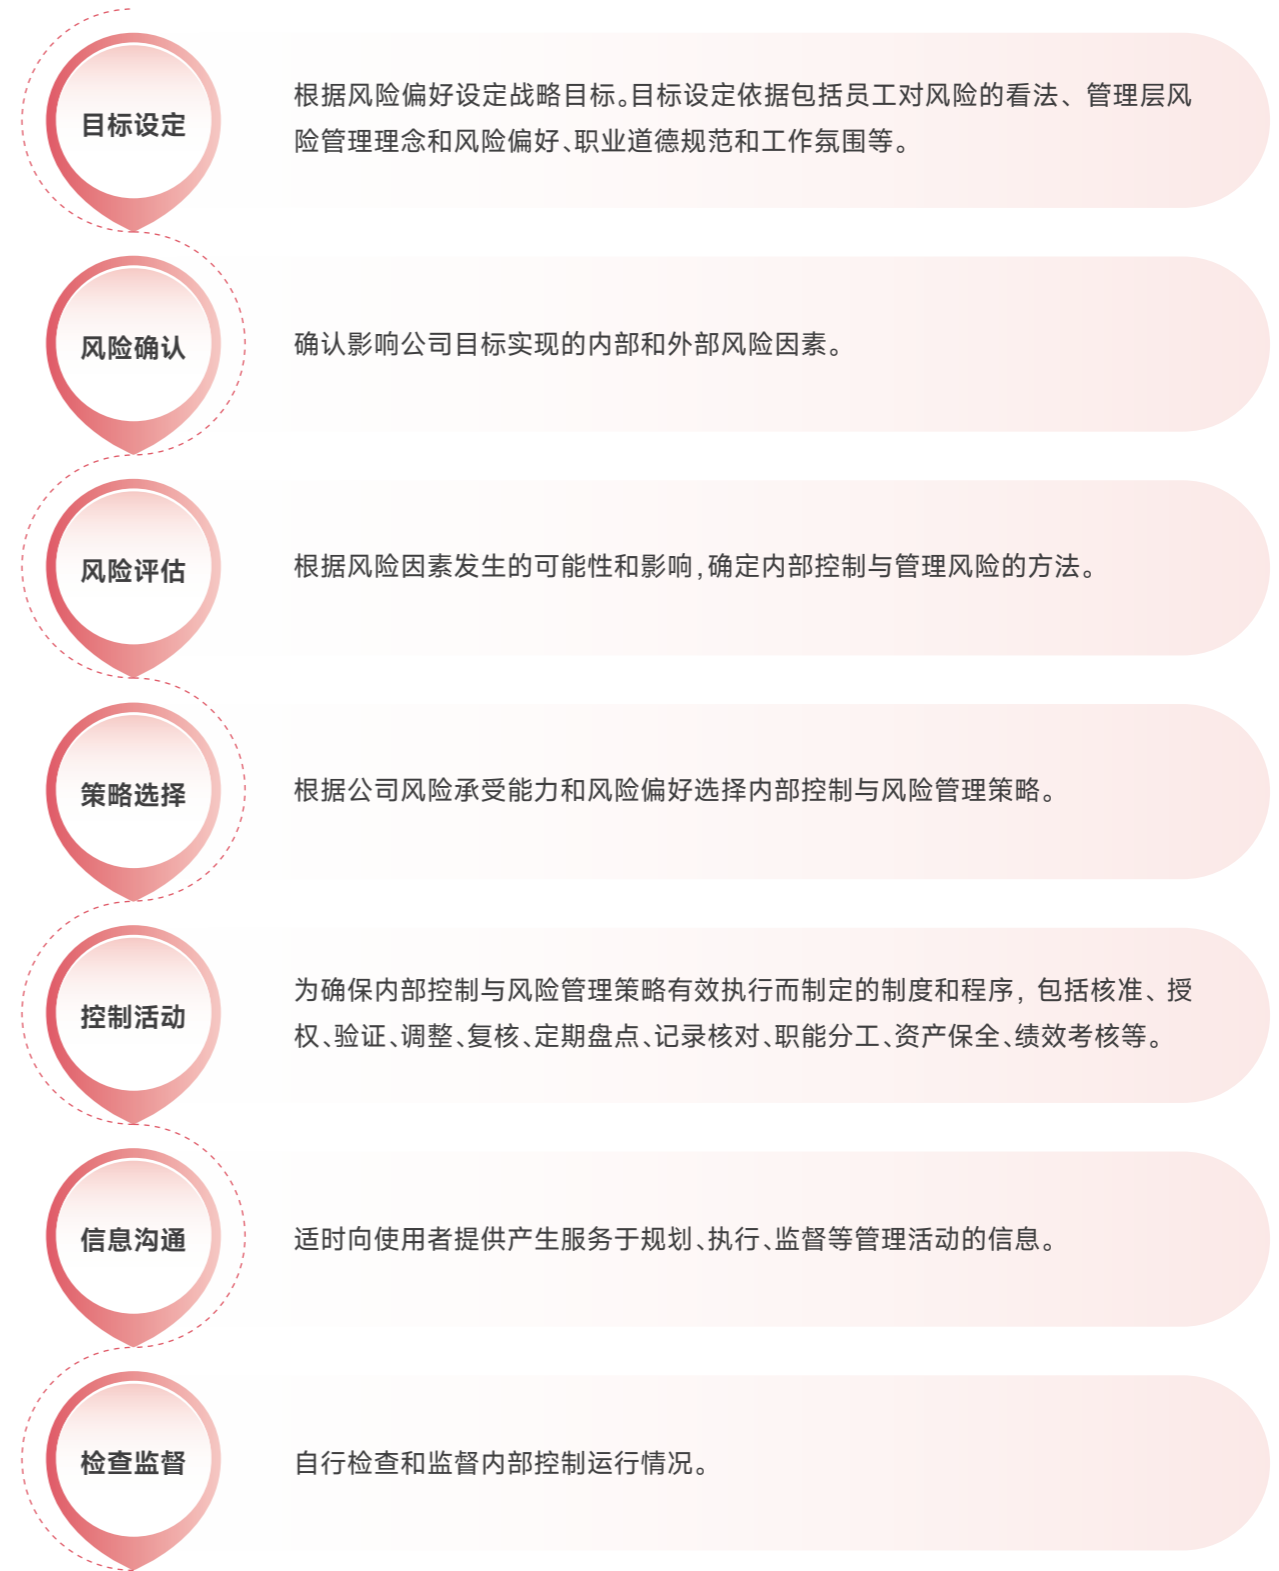 目标设定
根据风险偏好设定战略目标。目标设定依据包括员工对风险的看法、管理层风
险管理理念和风险偏好、职业道德规范和工作氛围等。
风险确认
确认影响公司目标实现的内部和外部风险因素。
风险评估
根据风险因素发生的可能性和影响,确定内部控制与管理风险的方法。
策略选择
根据公司风险承受能力和风险偏好选择内部控制与风险管理策略。
控制活动
为确保内部控制与风险管理策略有效执行而制定的制度和程序, 包括核准、授
权、验证、调整、复核、定期盘点、记录核对、职能分工、资产保全、绩效考核等。
信息沟通
适时向使用者提供产生服务于规划、执行、监督等管理活动的信息。
检查监督
自行检查和监督内部控制运行情况。